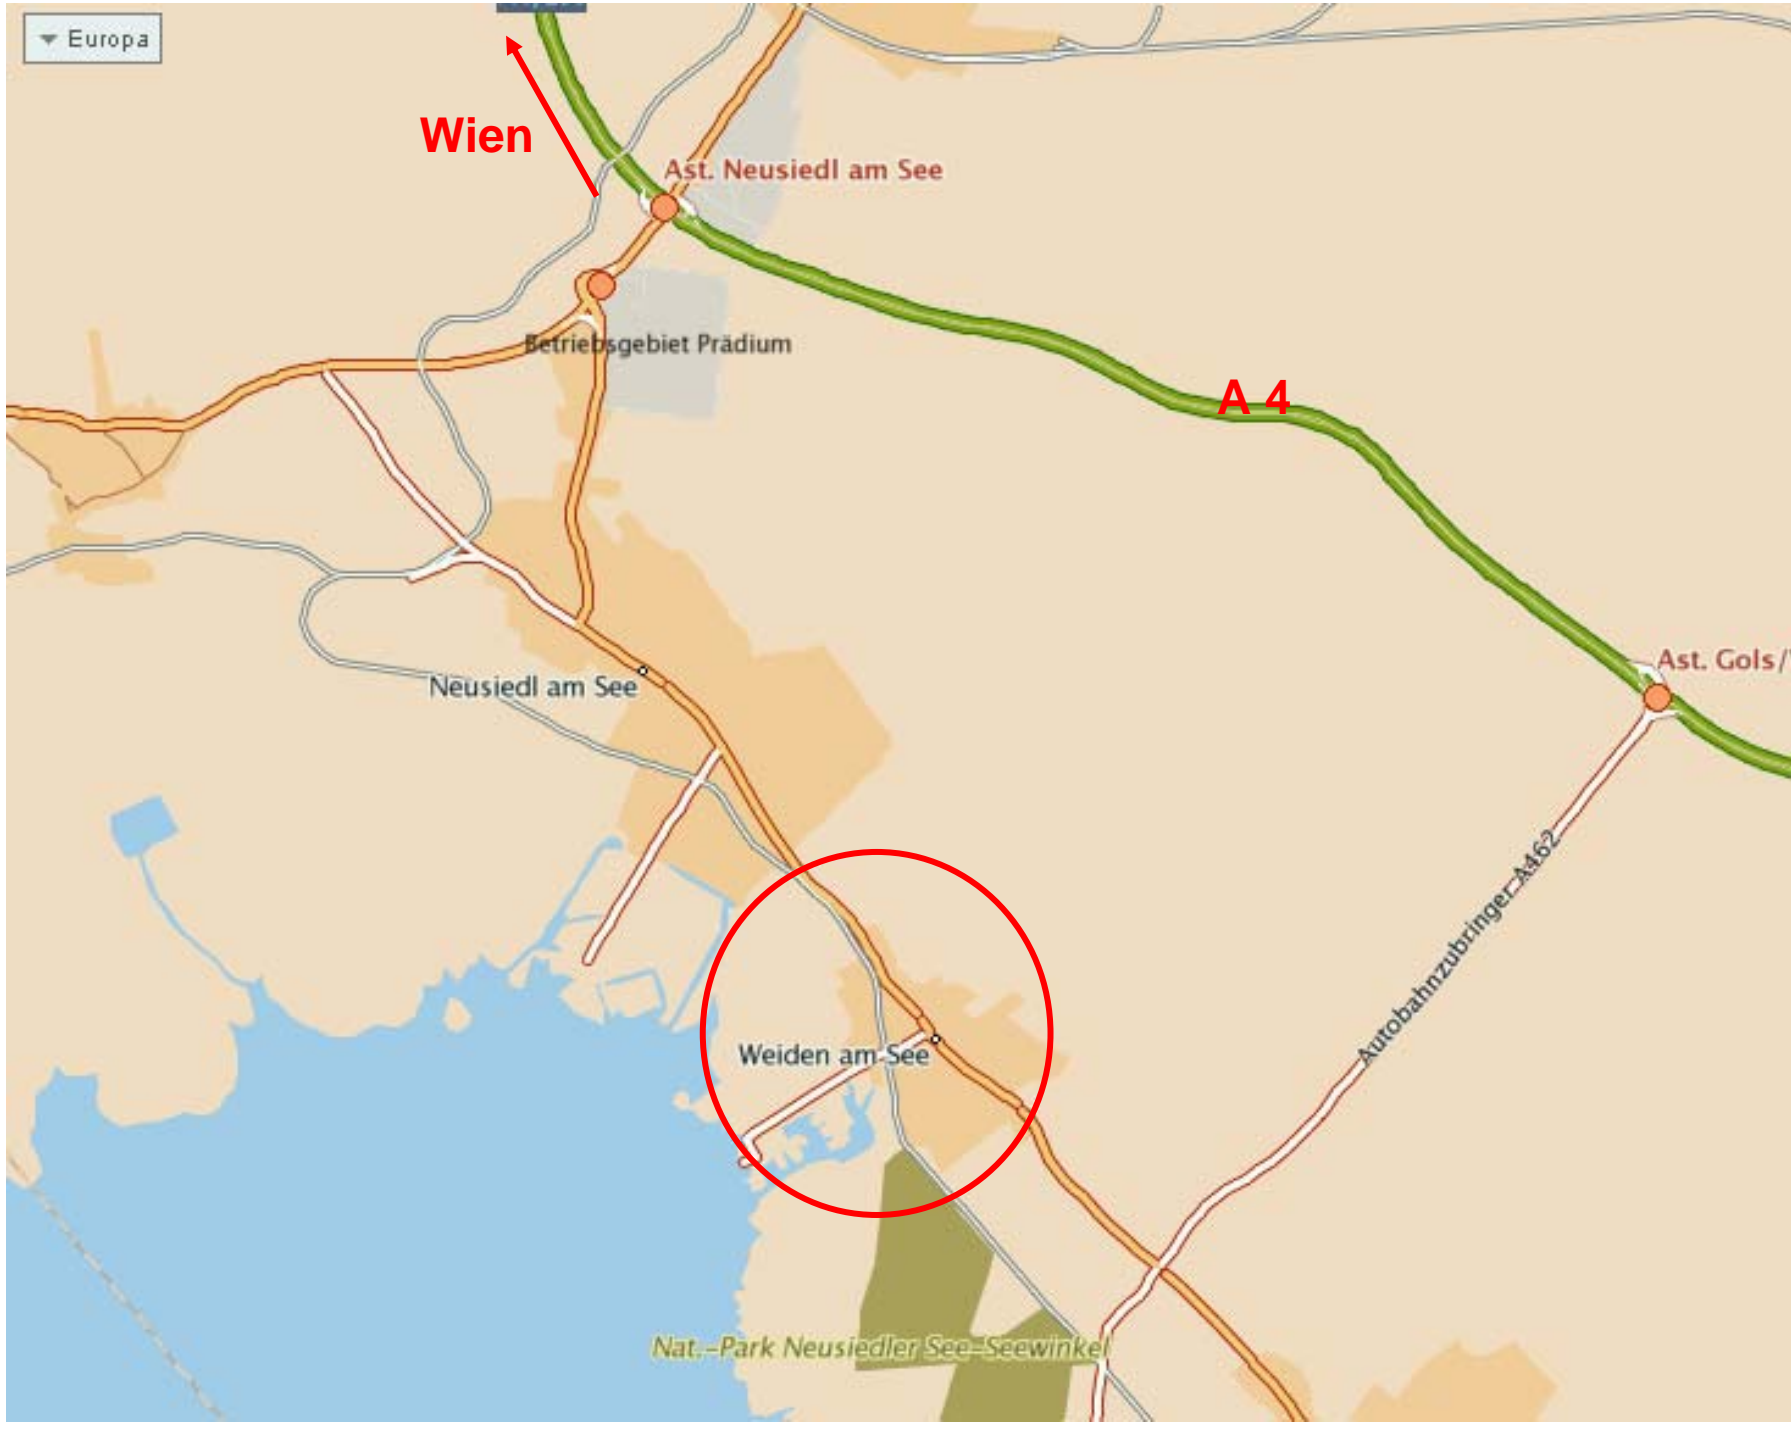 Europa
Wien
Ast. Neusiedl am See
Betriebsgebiet Prädium
A 4
Ast. Gols/
Neusiedl am See
Autobahnzubringer A462
Weiden am See
Nat.-Park Neusiedler See-Seewinkel